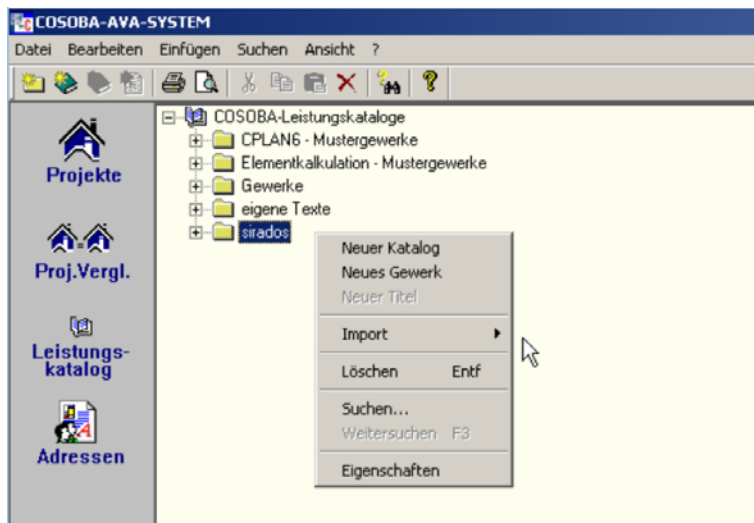 COSOBA-AVA-SYSTEM
Datei Bearbeiten Einfügen Suchen Ansicht ?
COSOBA-Leistungskataloge
CPLAN6 - Mustergewerke
Elementkalkulation - Mustergewerke
Gewerke
eigene Texte
sirados
Projekte
Proj.Vergl.
Leistungs-
katalog
Adressen
Neuer Katalog
Neues Gewerk
Neuer Titel
Import
Löschen Entf
Suchen...
Weitersuchen F3
Eigenschaften